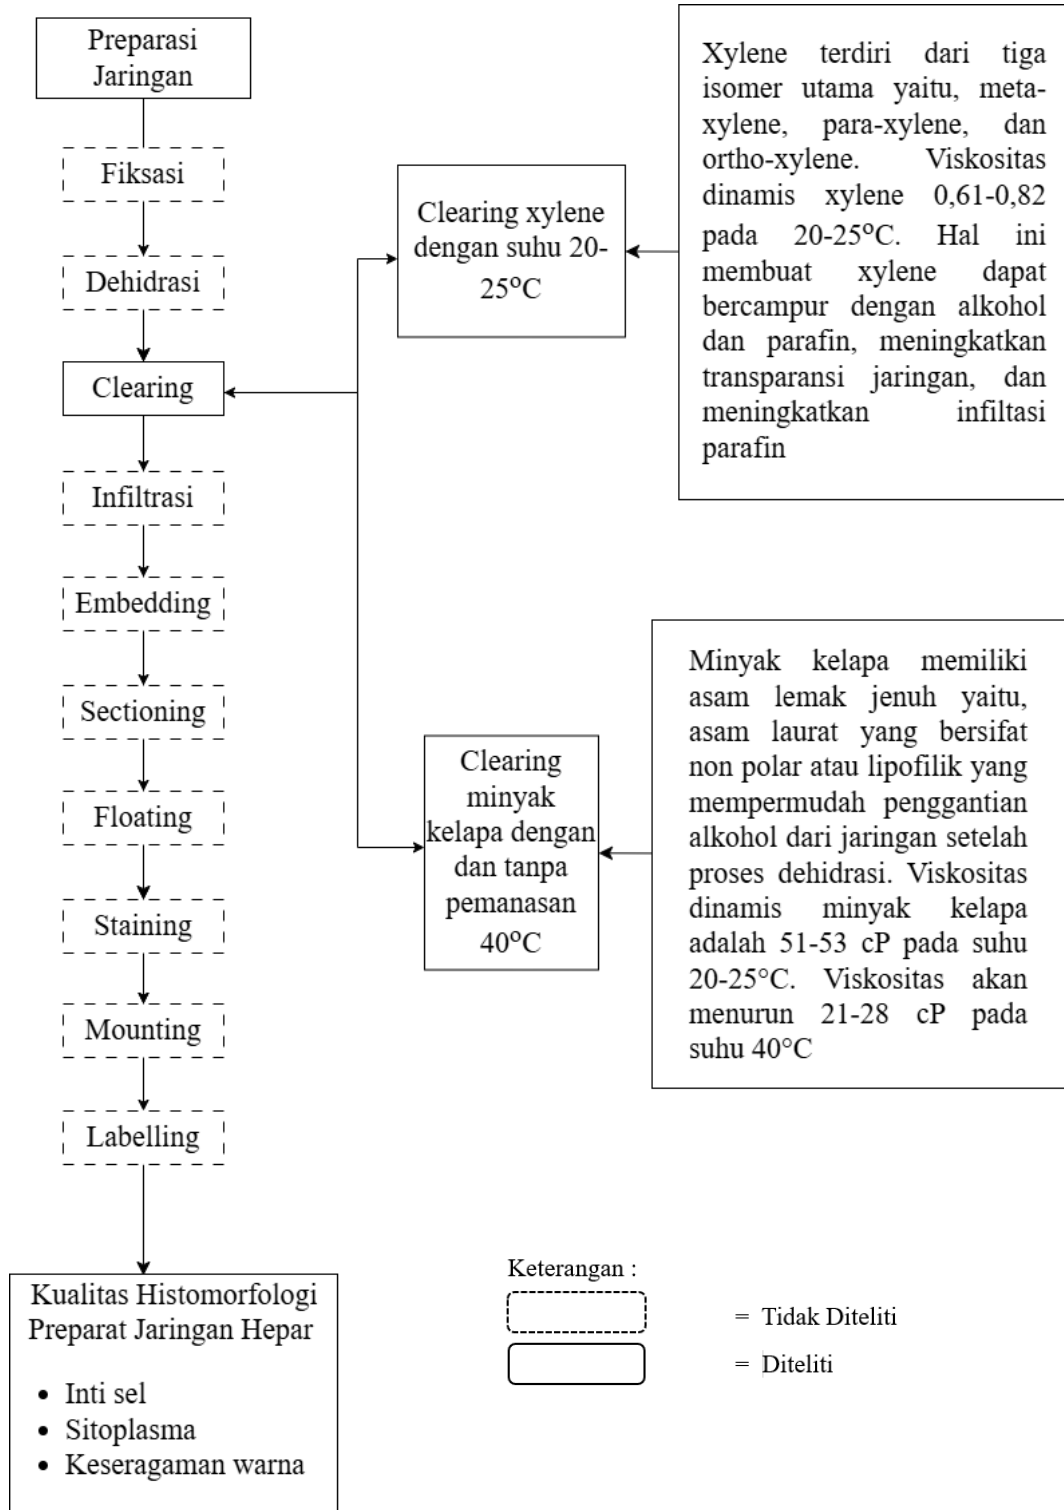 Preparasi
Jaringan
Fiksasi
Dehidrasi
Clearing
Infiltrasi
Embedding
Sectioning
Floating
Staining
Mounting
Labelling
Kualitas Histomorfologi
Preparat Jaringan Hepar
• Inti sel
• Sitoplasma
• Keseragaman warna
Clearing xylene
dengan suhu 20-
25°C
Xylene terdiri dari tiga
isomer utama yaitu, meta-
xylene, para-xylene, dan
ortho-xylene. Viskositas
dinamis xylene 0,61-0,82
pada 20-25°C. Hal ini
membuat xylene dapat
bercampur dengan alkohol
dan parafin, meningkatkan
transparansi jaringan, dan
meningkatkan infiltasi
parafin
Clearing
minyak
kelapa dengan
dan tanpa
pemanasan
40°C
Minyak kelapa memiliki
asam lemak jenuh yaitu,
asam laurat yang bersifat
non polar atau lipofilik yang
mempermudah penggantian
alkohol dari jaringan setelah
proses dehidrasi. Viskositas
dinamis minyak kelapa
adalah 51-53 cP pada suhu
20-25°C. Viskositas akan
menurun 21-28 cP pada
suhu 40°C
Keterangan :
= Tidak Diteliti
= Diteliti